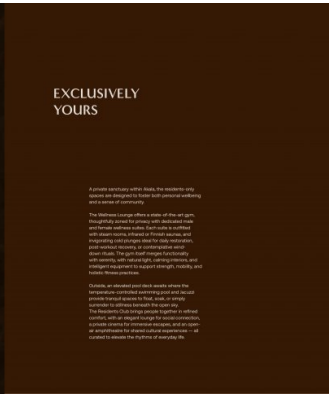 EXCLUSIVELY
YOURS
A private sanctuary within Alaia, the residents-only
spaces are designed to foster both personal wellbeing
and a sense of community.
The Wellness Lounge offers a state-of-the-art gym,
thoughtfully zoned for privacy with dedicated male
and female wellness suites. Each suite is outfitted
with steam rooms, infrared or Finnish saunas, and
invigorating cold plunges ideal for daily restoration,
post-workout recovery, or contemplative wind-
down rituals. The gym itself merges functionality
with serenity, with natural light, calming interiors, and
intelligent equipment to support strength, mobility, and
holistic fitness practices.
Outside, an elevated pool deck awaits where the
temperature-controlled swimming pool and Jacuzzi
provide tranquil spaces to float, soak, or simply
surrender to stillness beneath the open sky.
The Residents Club brings people together in refined
comfort, with an elegant lounge for social connection,
a private cinema for immersive escapes, and an open-
air amphitheatre for shared cultural experiences — all
curated to elevate the rhythms of everyday life.